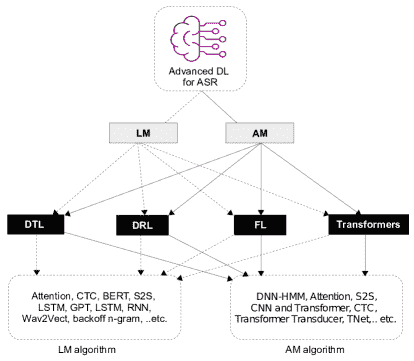 Advanced DL
for ASR
LM
AM
DTL
DRL
FL
Transformers
Attention, CTC, BERT, S2S,
LSTM, GPT, LSTM, RNN,
Wav2Vect, backoff n-gram, ..etc.
DNN-HMM, Attention, S2S,
CNN and Transformer, CTC,
Transformer Transducer, TNet,.. etc.
LM algorithm
AM algorithm